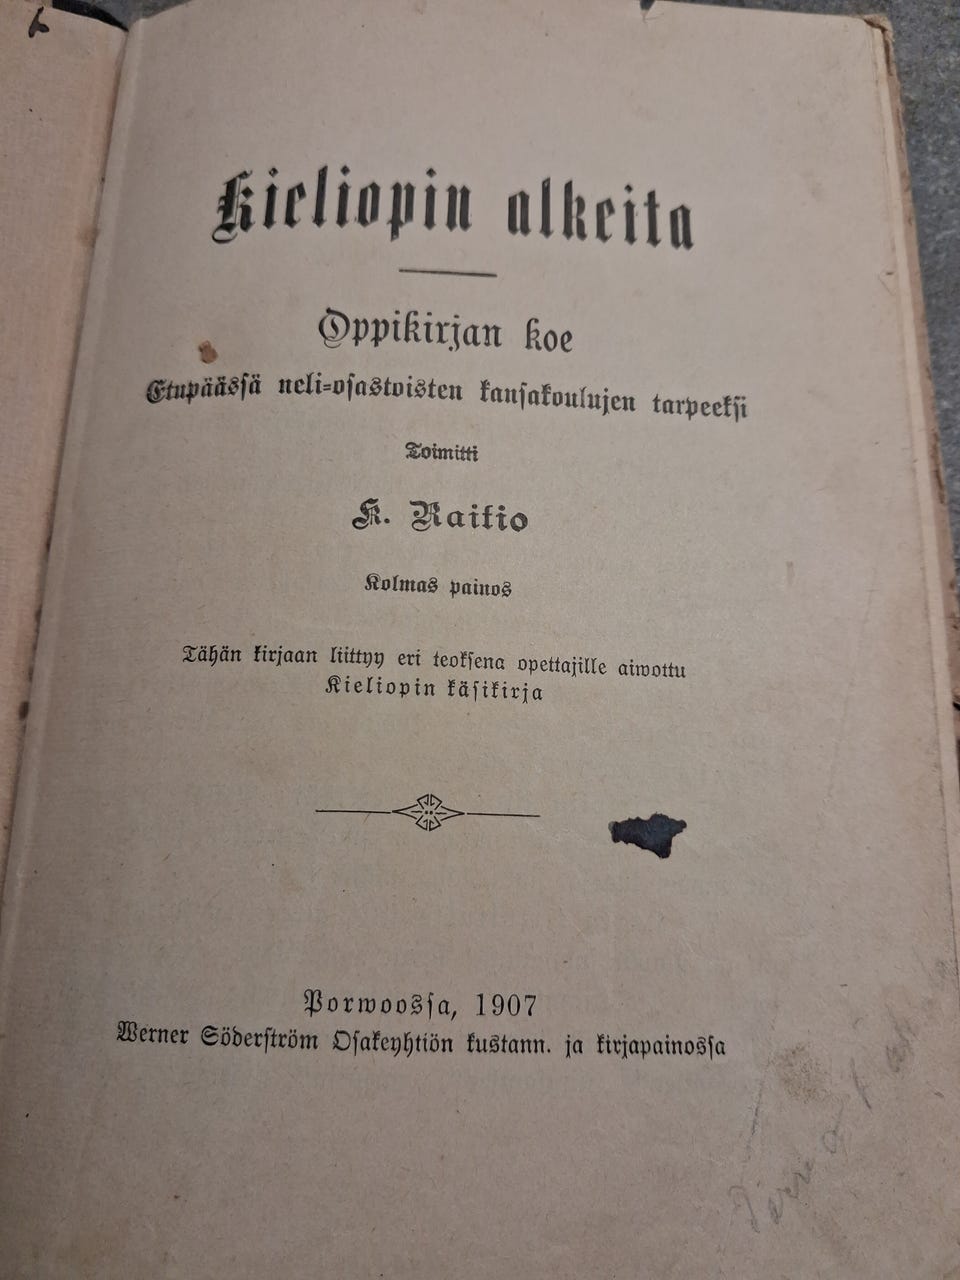 Kieliopin alkeita
Oppikirjan koe
Etupäässä neli-osastoisten kansakoulujen tarpeeksi
Toimitti
K. Raitio
Kolmas painos
Tähän kirjaan liittyy eri teoksena opettajille aiwottu
Kieliopin käsikirja
Porwoossa, 1907
Werner Söderström Osakeyhtiön kustann. ja kirjapainossa